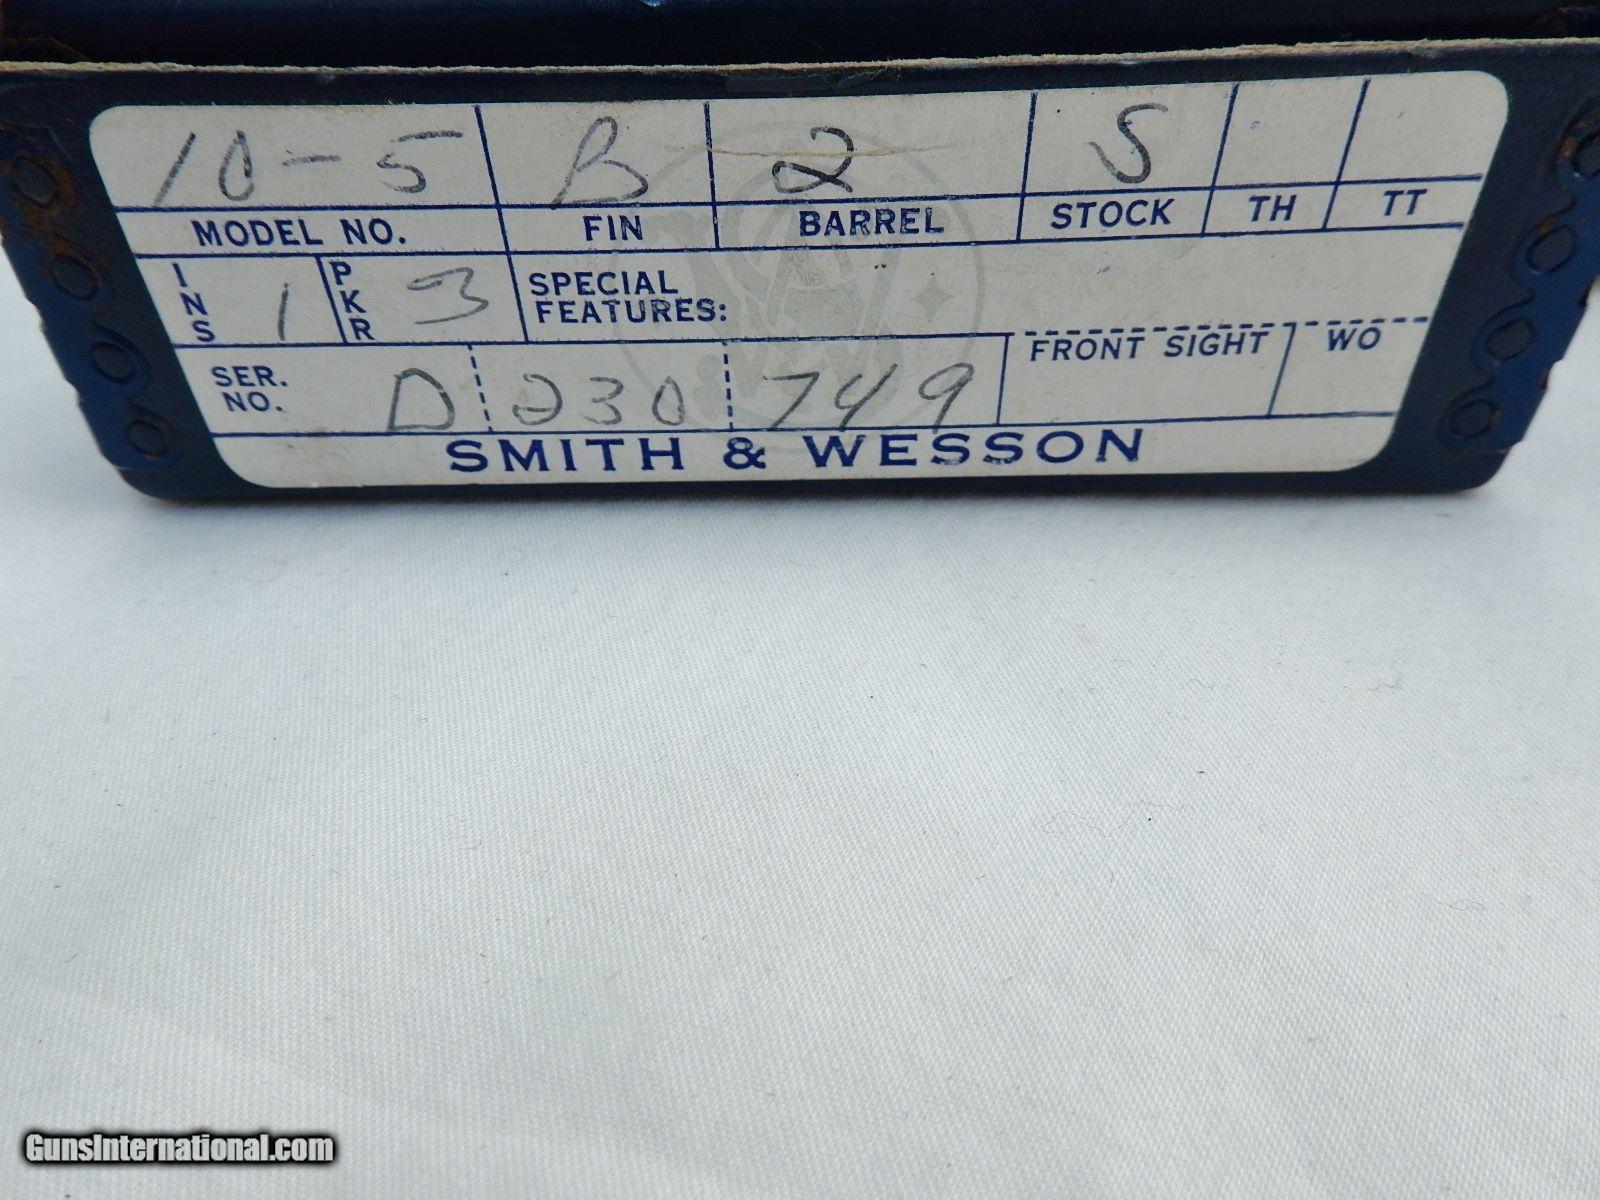 10-5 B 2 S
MODEL NO. FIN BARREL STOCK TH TT
INS 1 PKR 3 SPECIAL FEATURES:
FRONT SIGHT WO
SER. NO. D 230 749
SMITH & WESSON
GunsInternational.com